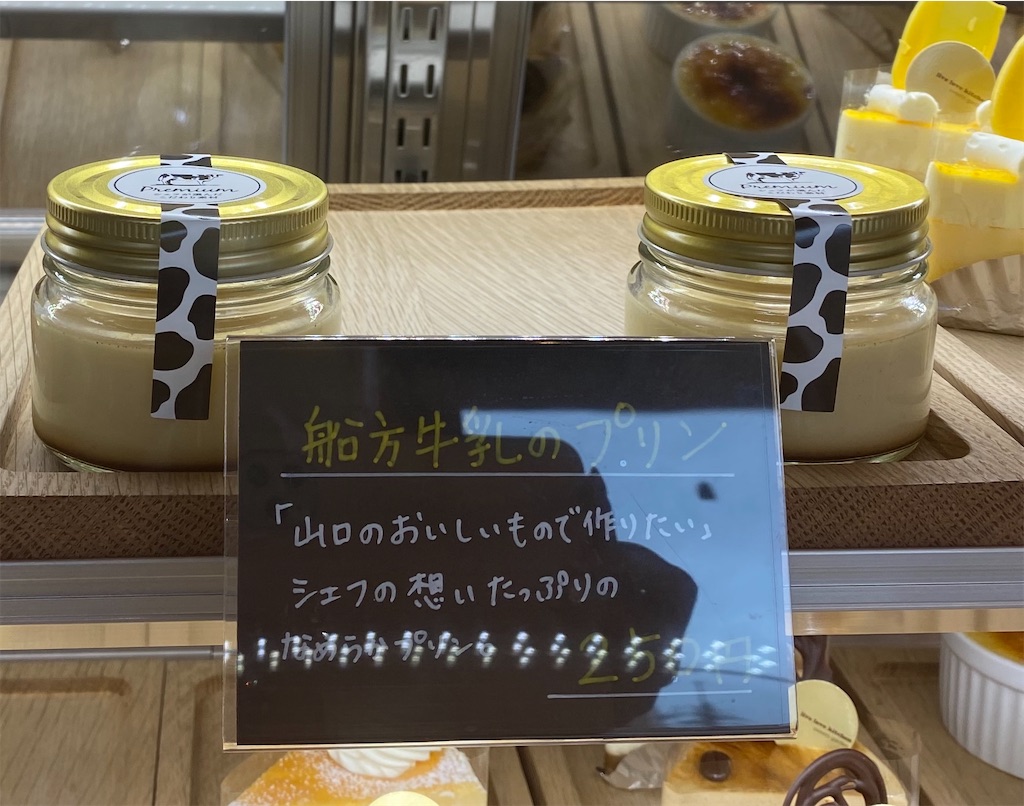 Premium
Premium
船方牛乳のプリン
「山口のおいしいもので作りたい」
シェフの想いたっぷりの
なめらかプリン。
250円